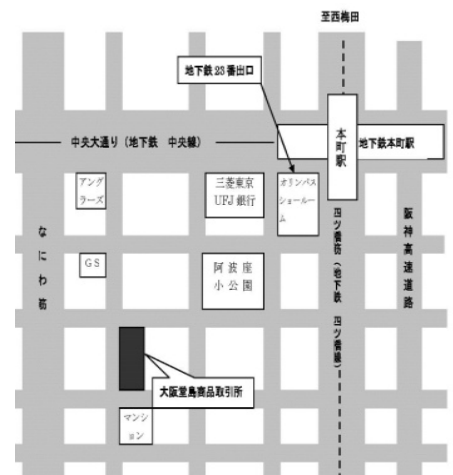 至西梅田
地下鉄23番出口
中央大通り(地下鉄 中央線)
本町駅
地下鉄本町駅
アング
ラーズ
三菱東京
UFJ銀行
オリンパス
ショールー
ム
なにわ筋
GS
阿波座
小公園
四ツ橋筋(地下鉄 四ツ橋線)
阪神高速道路
大阪堂島商品取引所
マンシ
ョン